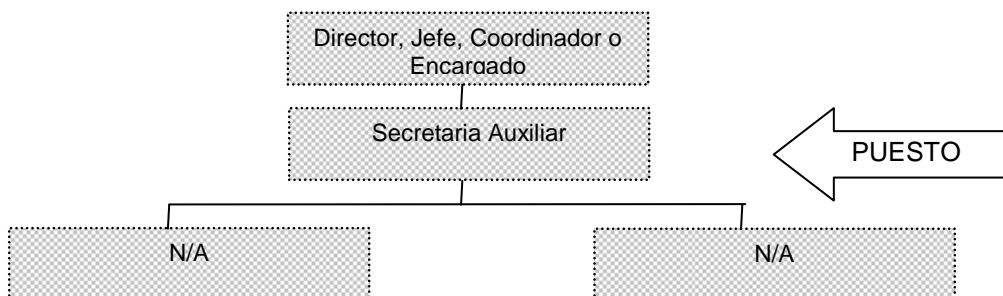 Director, Jefe, Coordinador o
Encargado
Secretaria Auxiliar
PUESTO
N/A
N/A